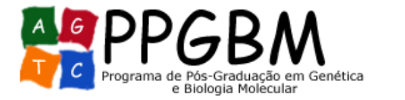 A G
T C
PPGBM
Programa de Pós-Graduação em Genética
e Biologia Molecular